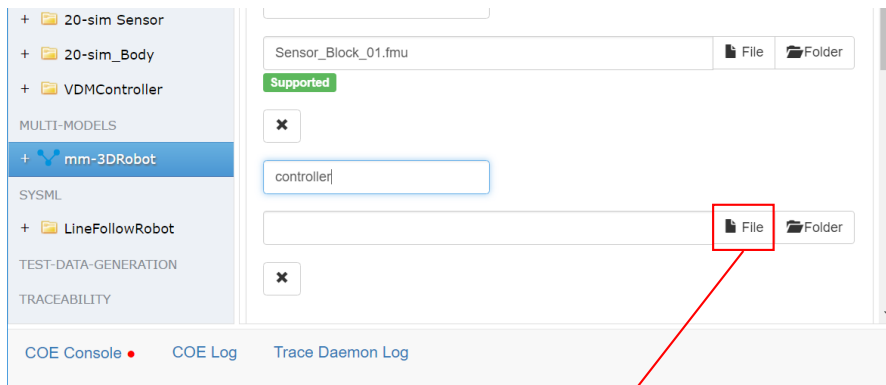 + 20-sim Sensor
+ 20-sim_Body
+ VDMController
MULTI-MODELS
+ mm-3DRobot
SYSML
+ LineFollowRobot
TEST-DATA-GENERATION
TRACEABILITY
Sensor_Block_01.fmu File Folder
Supported
controller
File Folder
COE Console COE Log Trace Daemon Log